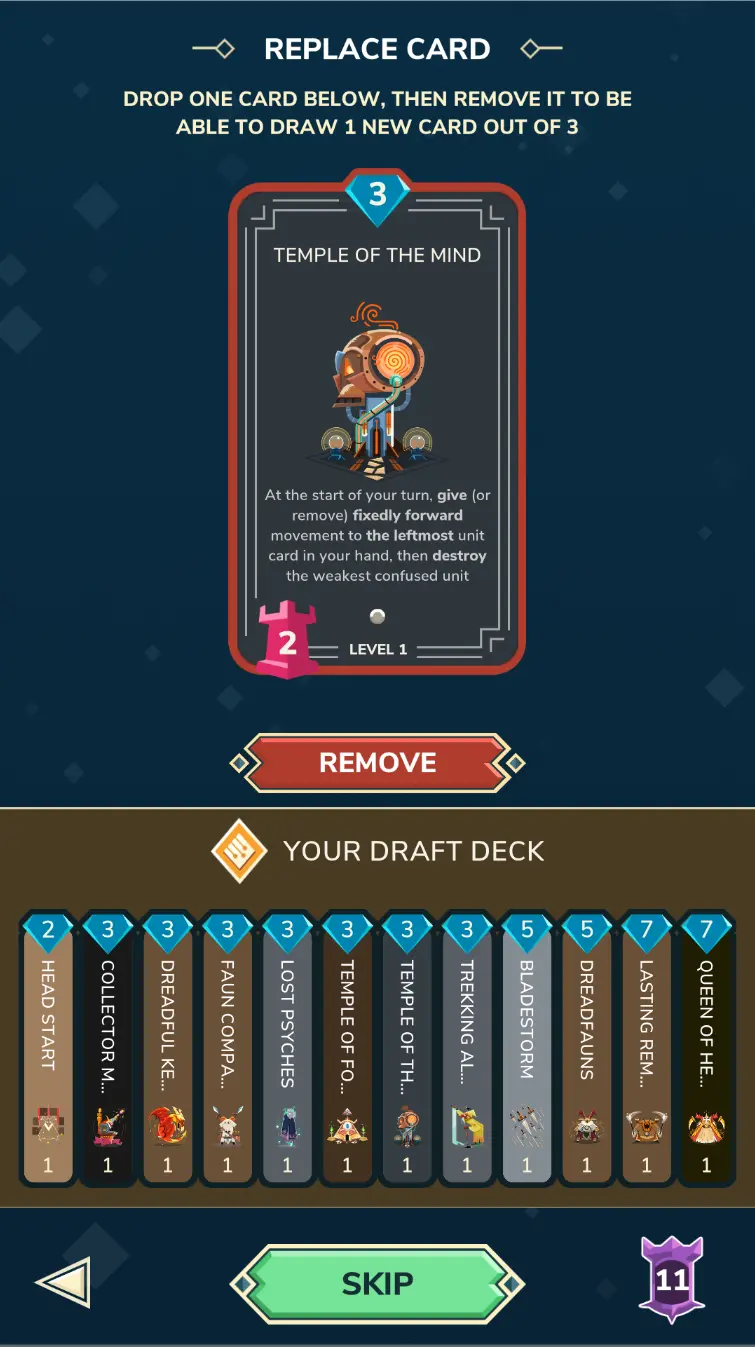 REPLACE CARD
DROP ONE CARD BELOW, THEN REMOVE IT TO BE
ABLE TO DRAW 1 NEW CARD OUT OF 3
3
TEMPLE OF THE MIND
At the start of your turn, give (or
remove) fixedly forward
movement to the leftmost unit
card in your hand, then destroy
the weakest confused unit
2
LEVEL 1
REMOVE
YOUR DRAFT DECK
2 HEAD START 1
3 COLLECTOR M... 1
3 DREADFUL KE... 1
3 FAUN COMPA... 1
3 LOST PSYCHES 1
3 TEMPLE OF FO... 1
3 TEMPLE OF TH... 1
3 TREKKING AL... 1
5 BLADESTORM 1
5 DREADFAUNS 1
7 LASTING REM... 1
7 QUEEN OF HE... 1
SKIP
11